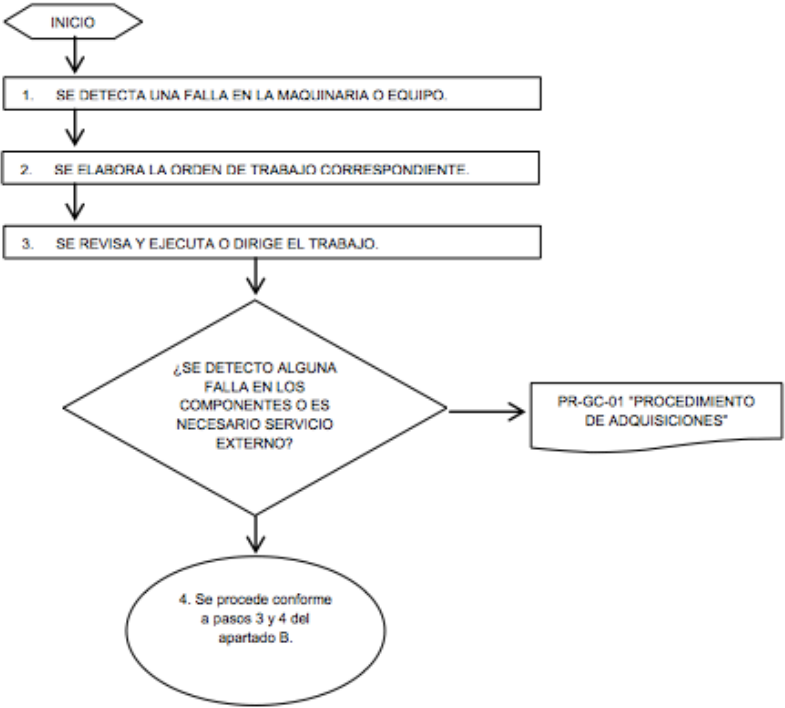 INICIO
1. SE DETECTA UNA FALLA EN LA MAQUINARIA O EQUIPO.
2. SE ELABORA LA ORDEN DE TRABAJO CORRESPONDIENTE.
3. SE REVISA Y EJECUTA O DIRIGE EL TRABAJO.
¿SE DETECTO ALGUNA
FALLA EN LOS
COMPONENTES O ES
NECESARIO SERVICIO
EXTERNO?
PR-GC-01 "PROCEDIMIENTO
DE ADQUISICIONES"
4. Se procede conforme
a pasos 3 y 4 del
apartado B.